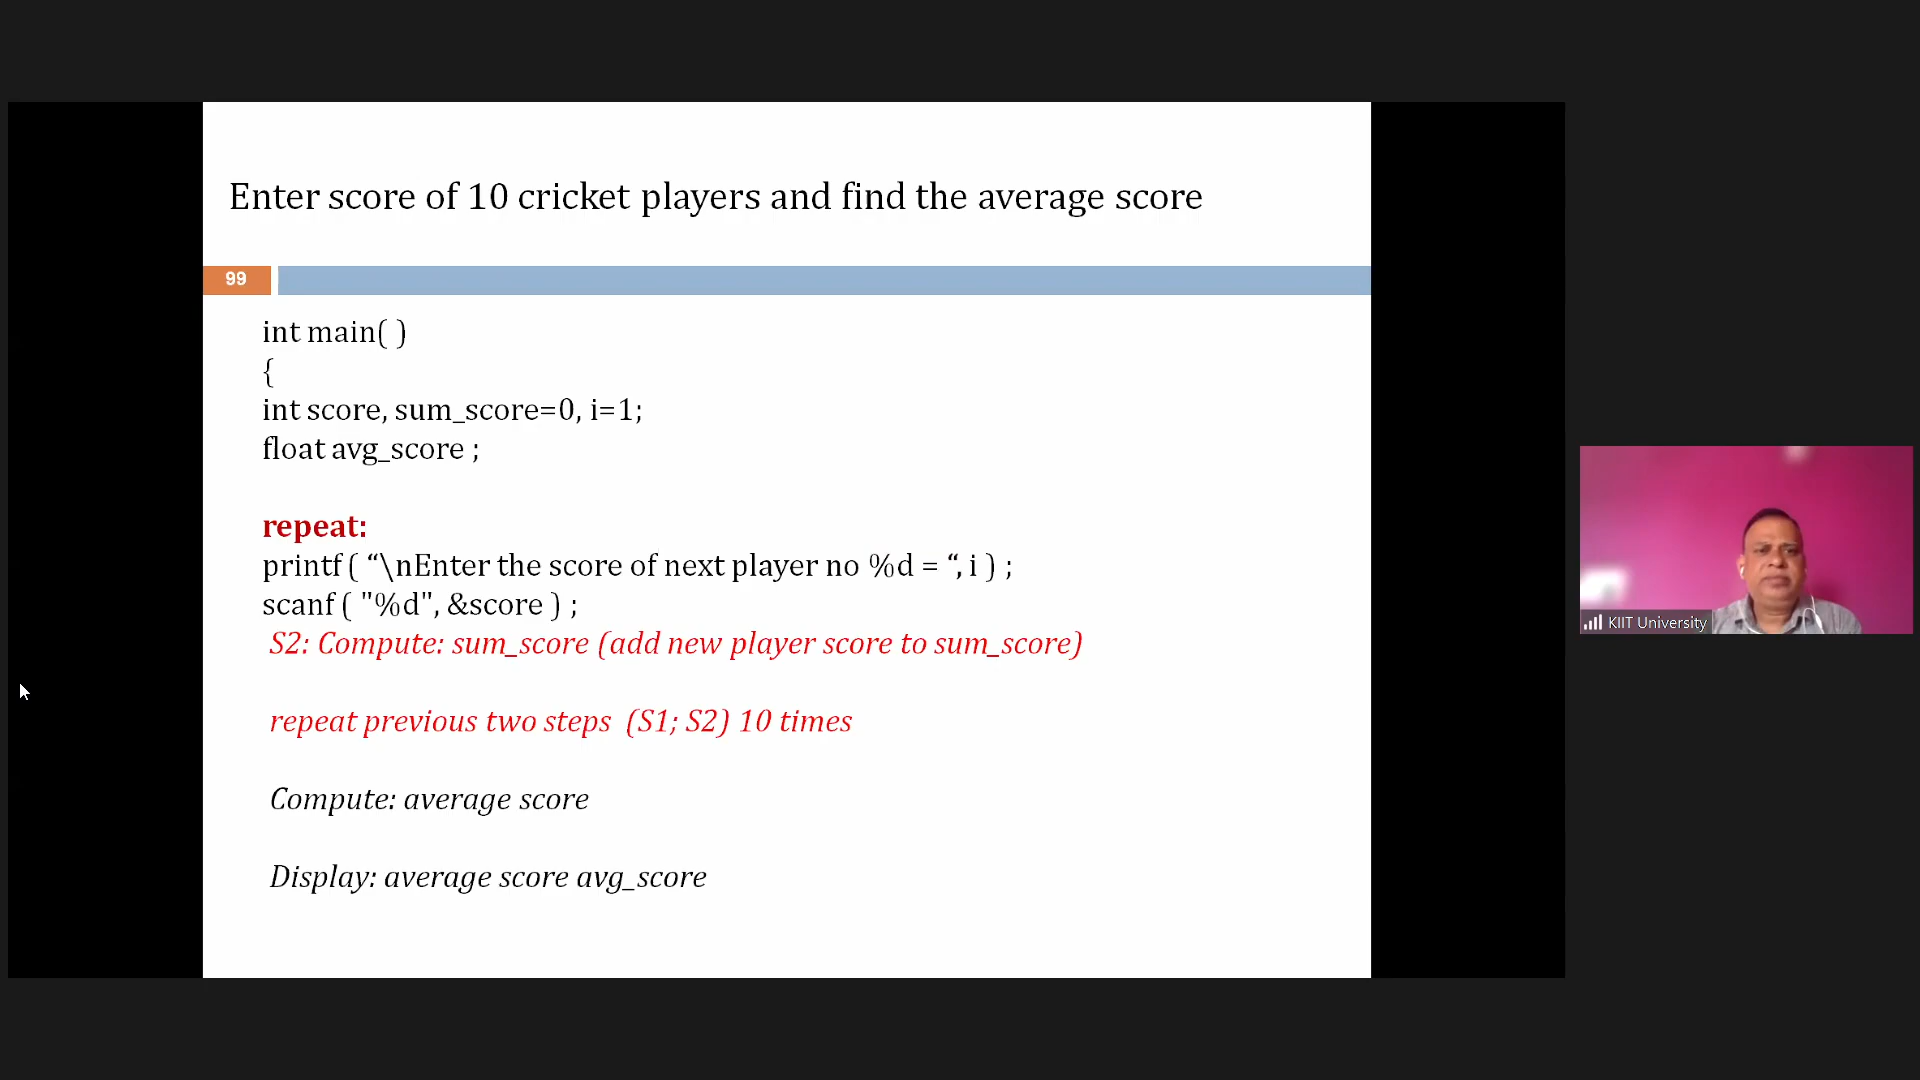 Enter score of 10 cricket players and find the average score
99
int main( )
{
int score, sum_score=0, i=1;
float avg_score ;
repeat:
printf ( “\nEnter the score of next player no %d = “, i ) ;
scanf ( "%d", &score ) ;
S2: Compute: sum_score (add new player score to sum_score)
repeat previous two steps (S1; S2) 10 times
Compute: average score
Display: average score avg_score
KIIT University